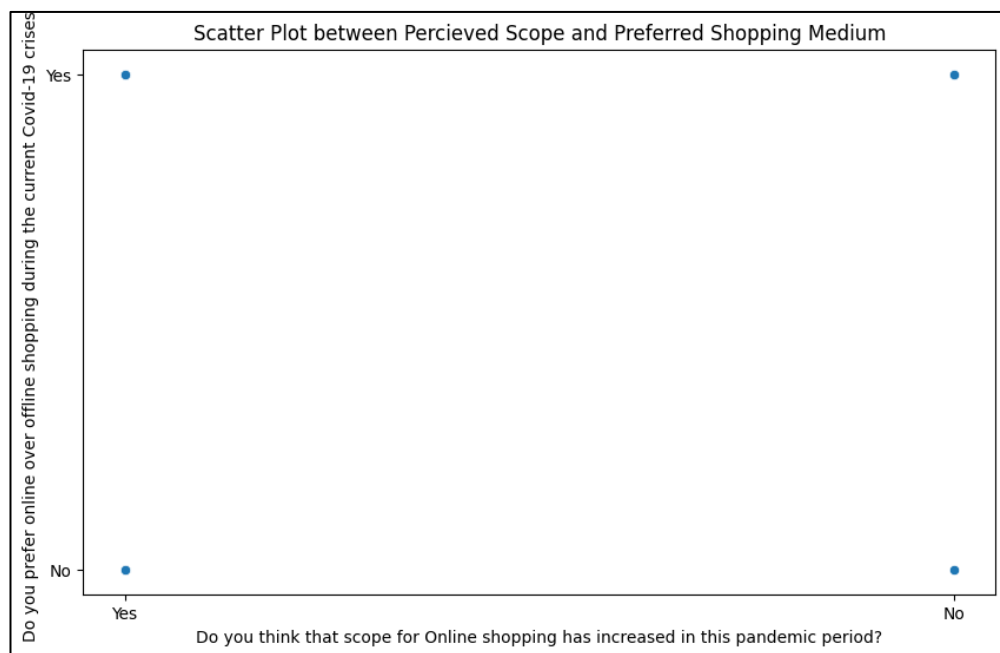 Scatter Plot between Percieved Scope and Preferred Shopping Medium
Do you prefer online over offline shopping during the current Covid-19 crises
Yes
No
Yes
No
Do you think that scope for Online shopping has increased in this pandemic period?